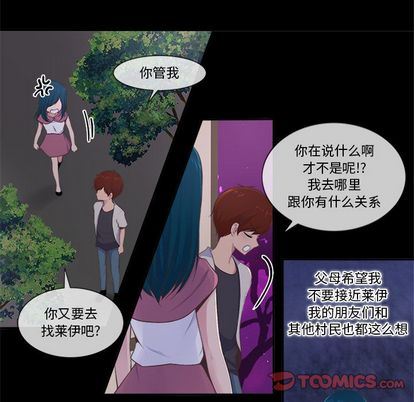 你管我
你又要去
找莱伊吧?
你在说什么啊
才不是呢!?
我去哪里
跟你有什么关系
父母希望我
不要接近莱伊
我的朋友们和
其他村民也都这么想
TOOMICS.COM